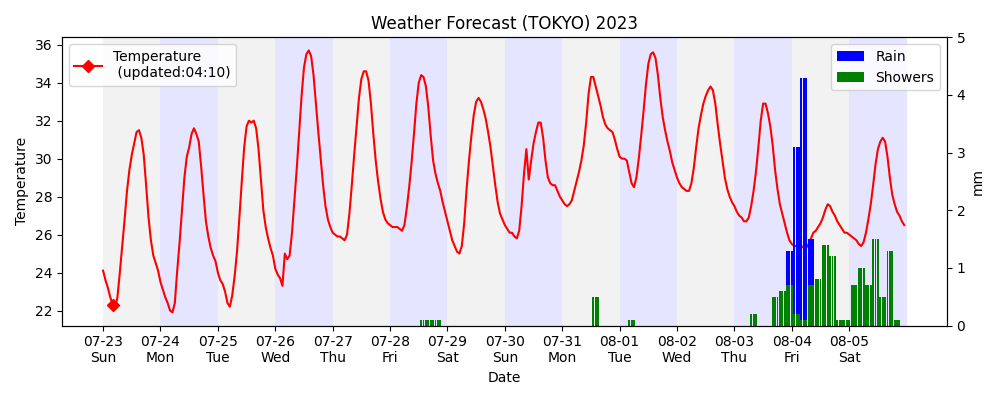 Weather Forecast (TOKYO) 2023
Temperature
(updated:04:10)
Rain
Showers
Temperature
36
34
32
30
28
26
24
22
5
4
3
2
1
0
mm
07-23 07-24 07-25 07-26 07-27 07-28 07-29 07-30 07-31 08-01 08-02 08-03 08-04 08-05
Sun Mon Tue Wed Thu Fri Sat Sun Mon Tue Wed Thu Fri Sat
Date